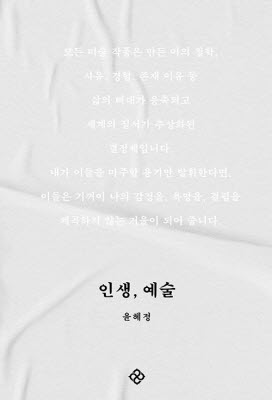 모든 미술 작품은 만든 이의 철학,
사유, 경험, 존재 이유 등
삶의 뼈대가 응축되고
세계의 질서가 추상화된
결정체입니다.
내가 이들을 마주할 용기만 발휘한다면,
이들은 기꺼이 나의 감정을, 욕망을, 결핍을
왜곡하지 않는 거울이 되어 줍니다.
인생, 예술
윤혜정